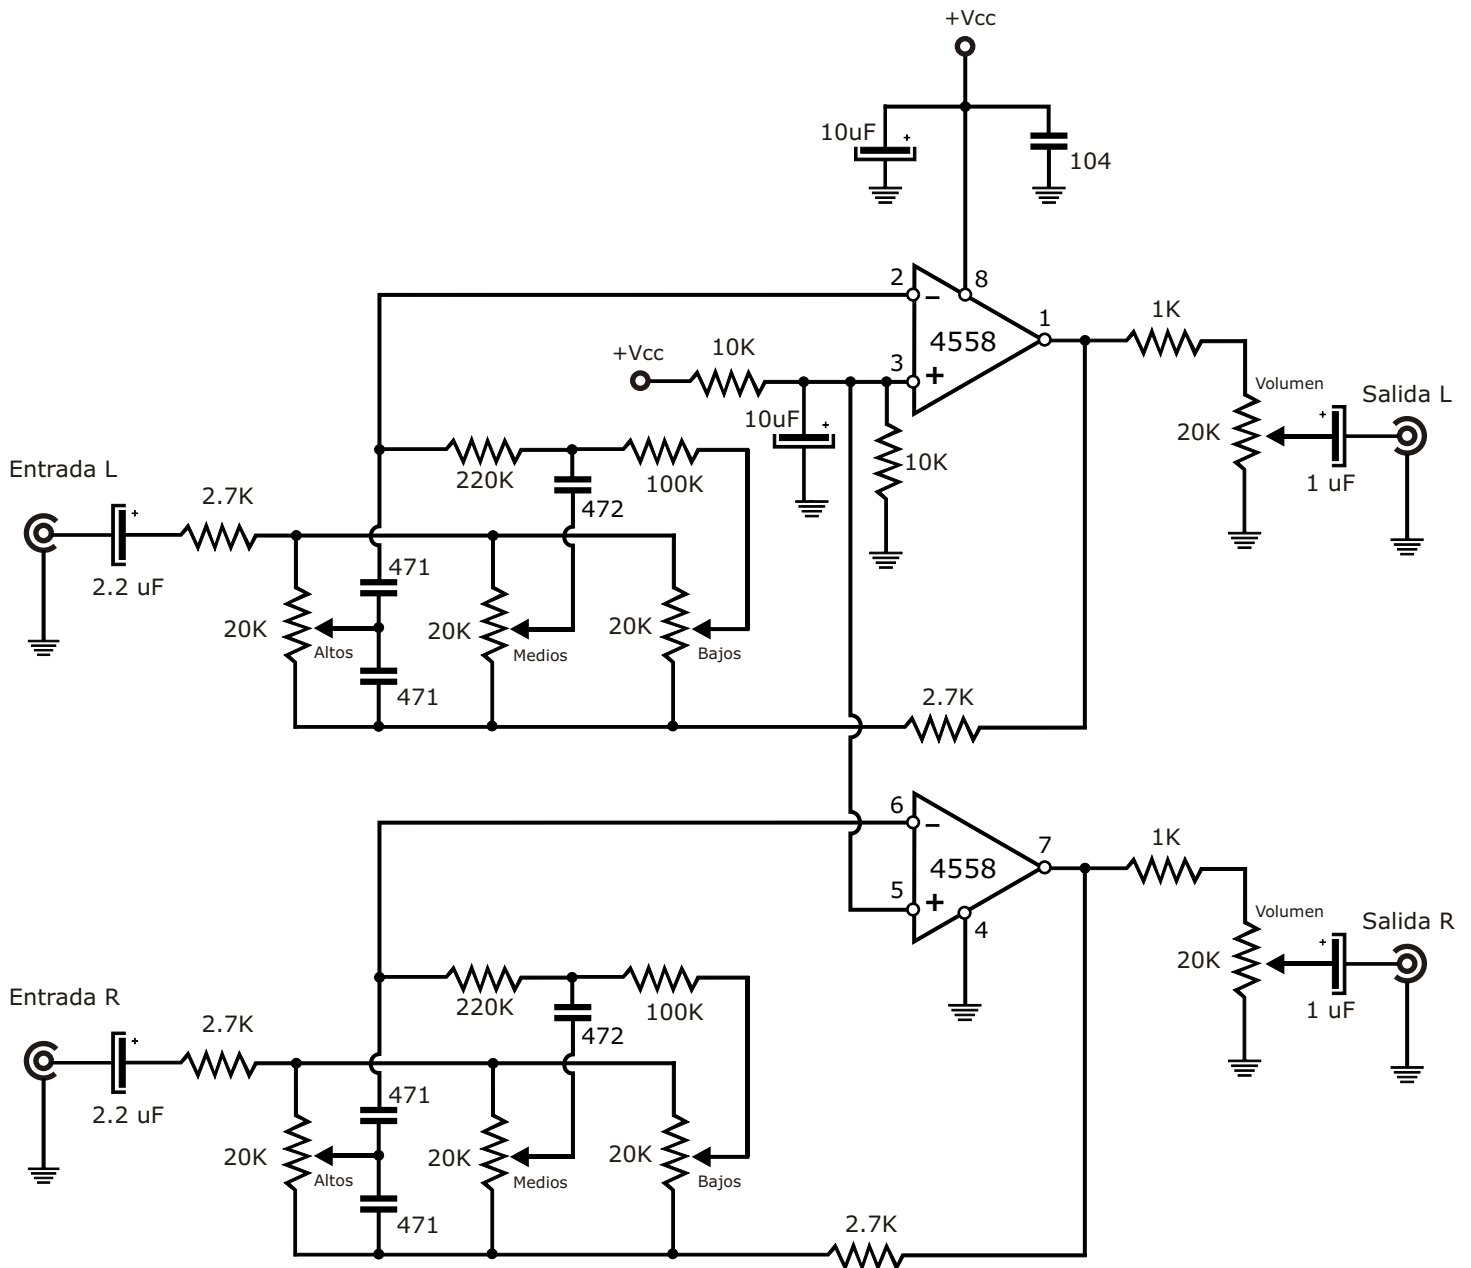 +Vcc
10uF
+
104
2
8
−
4558
1
1K
+Vcc
10K
3
+
Volumen
Salida L
+
20K
10uF
+
10K
1 uF
Entrada L
2.7K
+
2.2 uF
220K
100K
472
471
20K
Altos
20K
Medios
20K
Bajos
471
2.7K
6
−
4558
7
1K
5
+
4
Volumen
Salida R
+
20K
1 uF
Entrada R
2.7K
+
2.2 uF
220K
100K
472
471
20K
Altos
20K
Medios
20K
Bajos
471
2.7K